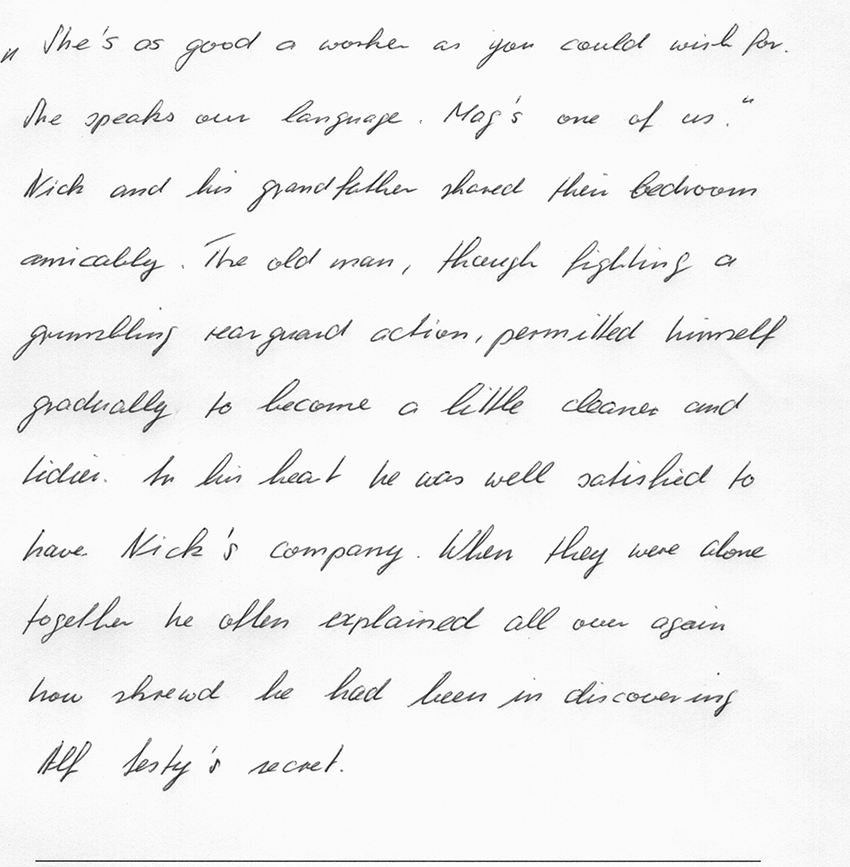 "She's as good a worker as you could wish for.
She speaks our language. Mag's one of us."
Nick and his grandfather shared their bedroom
amicably. The old man, though fighting a
grumbling rearguard action, permitted himself
gradually to become a little cleaner and
tidier. In his heart he was well satisfied to
have Nick's company. When they were alone
together he often explained all over again
how shrewd he had been in discovering
Alf Testy's secret.